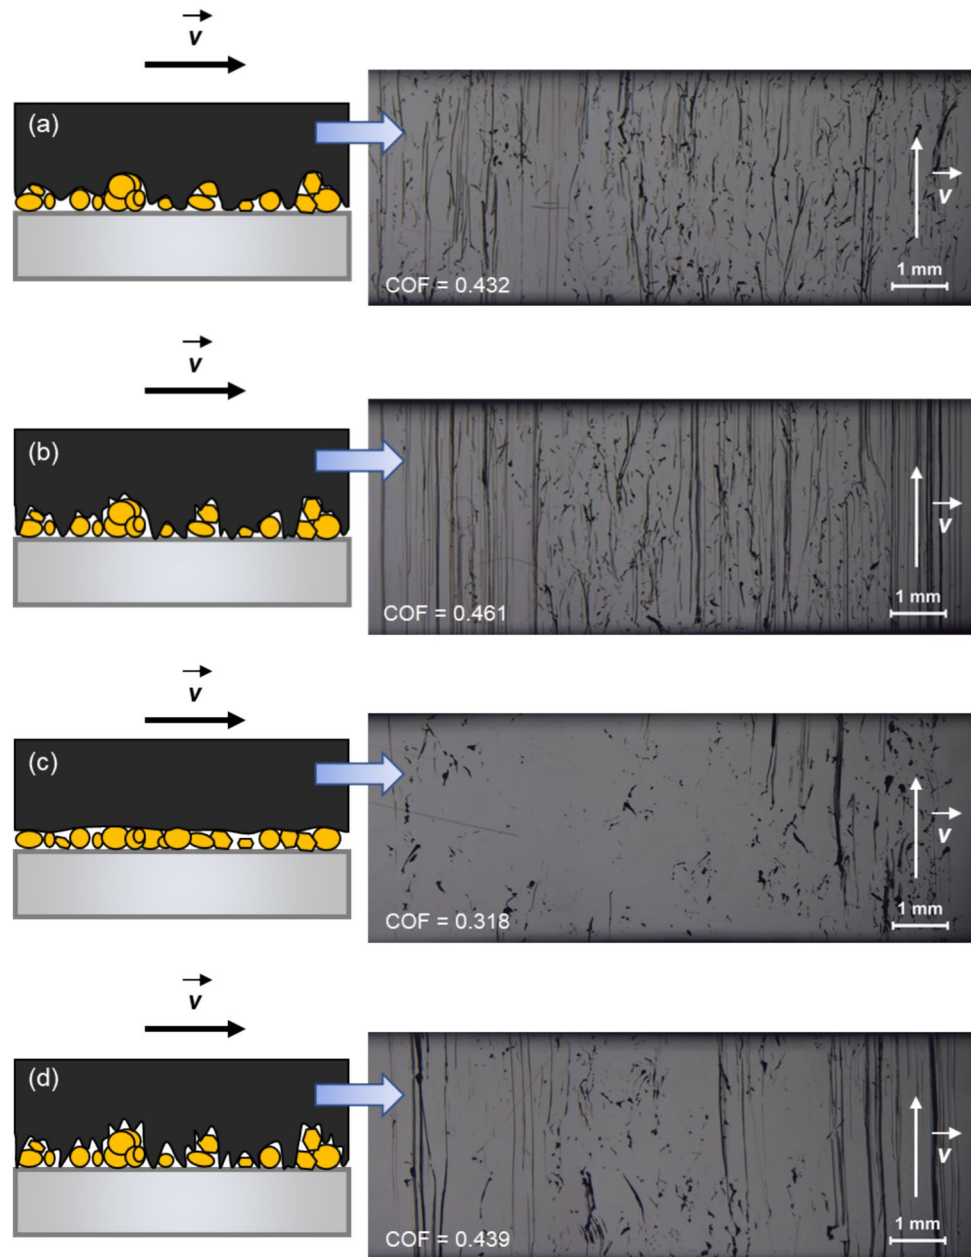 v
(a)
v
COF = 0.432
1 mm
v
(b)
v
COF = 0.461
1 mm
v
(c)
v
COF = 0.318
1 mm
v
(d)
v
COF = 0.439
1 mm